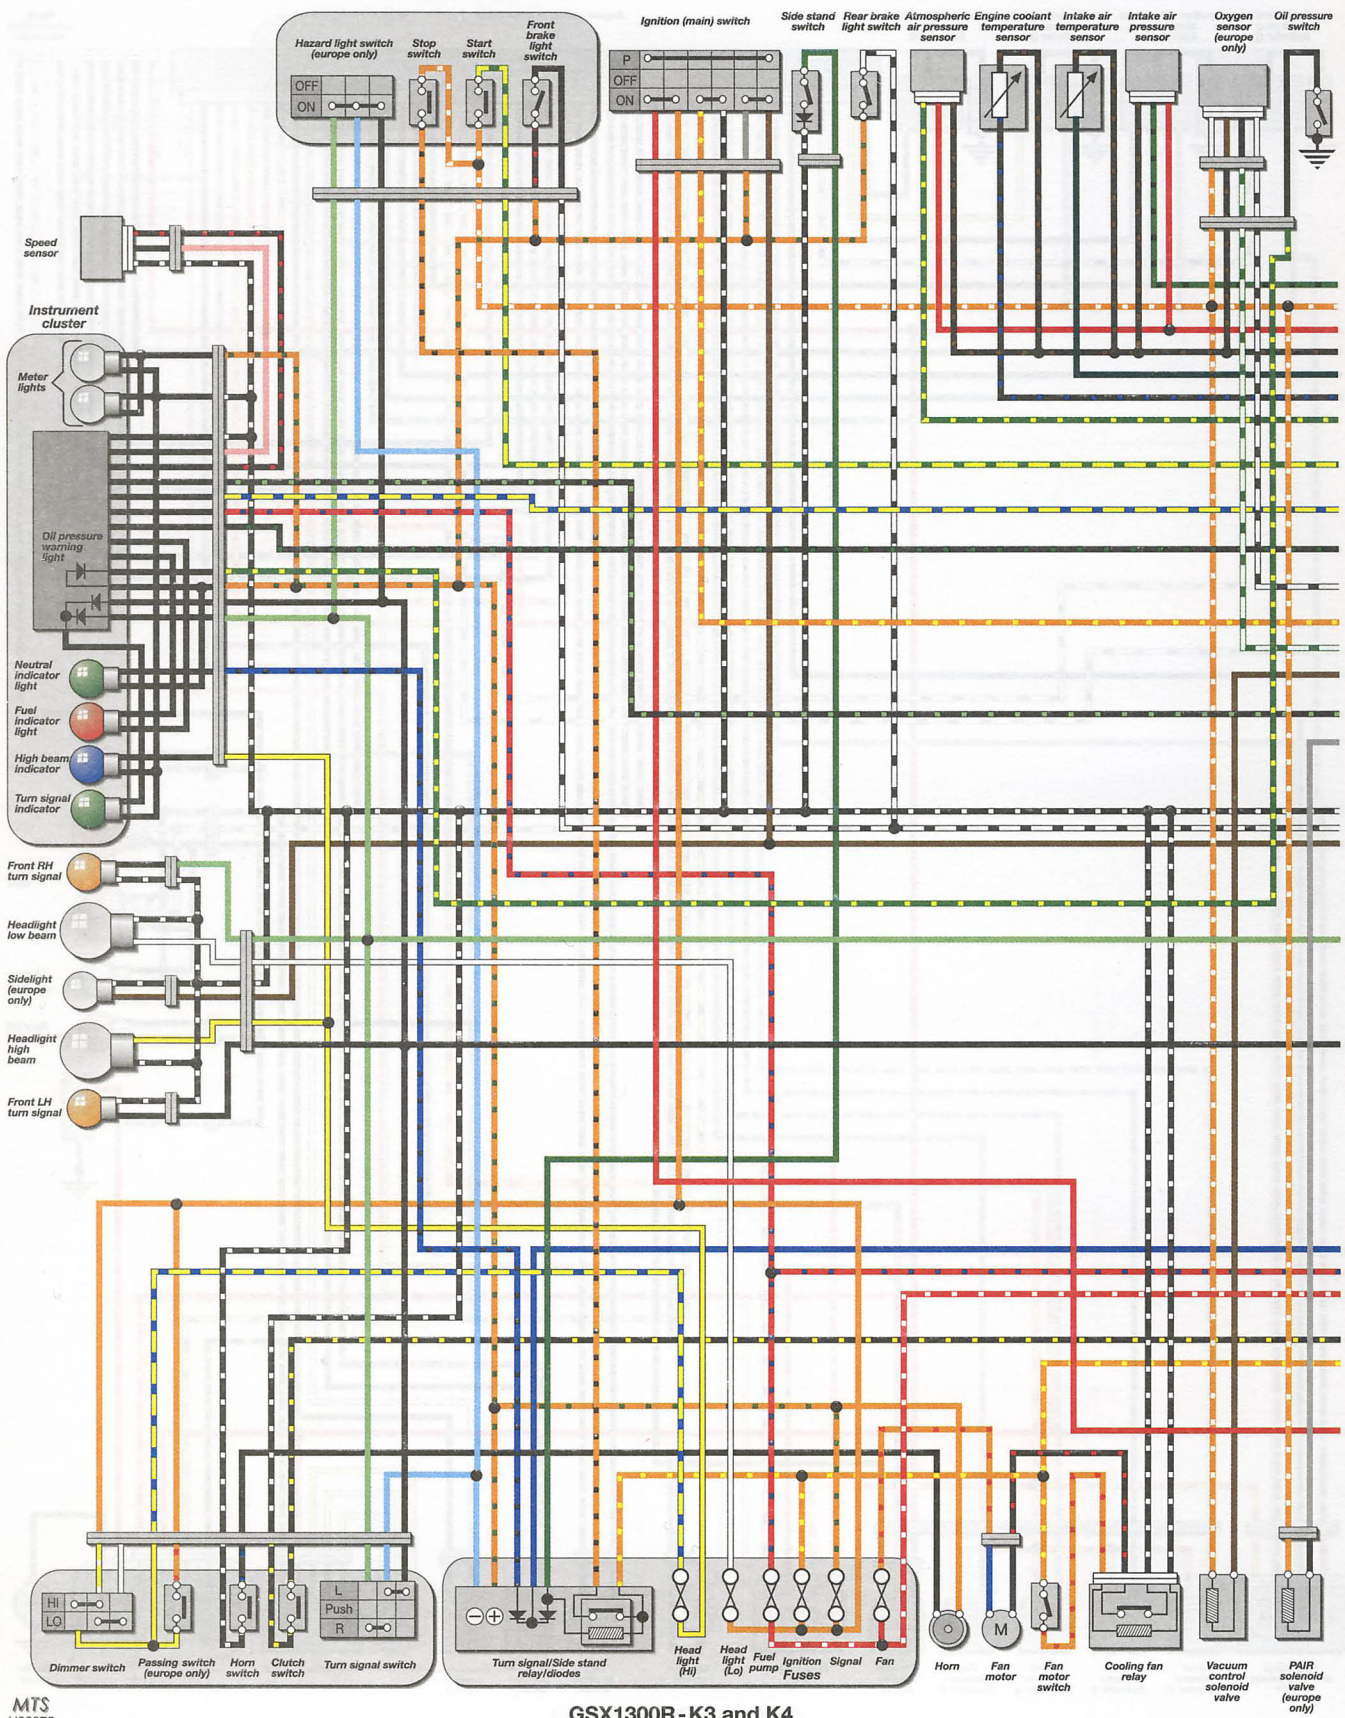 Hazard light switch
(europe only)
Stop
switch
Start
switch
Front
brake
light
switch
Ignition (main) switch
Side stand
switch
Rear brake
light switch
Atmospheric
air pressure
sensor
Engine coolant
temperature
sensor
Intake air
temperature
sensor
Intake air
pressure
sensor
Oxygen
sensor
(europe
only)
Oil pressure
switch
OFF
ON
P
OFF
ON
Speed
sensor
Instrument
cluster
Meter
lights
Oil pressure
warning
light
Neutral
indicator
light
Fuel
indicator
light
High beam
indicator
Turn signal
indicator
Front RH
turn signal
Headlight
low beam
Sidelight
(europe
only)
Headlight
high
beam
Front LH
turn signal
HI
LO
L
Push
R
M
Dimmer switch
Passing switch
(europe only)
Horn
switch
Clutch
switch
Turn signal switch
Turn signal/Side stand
relay/diodes
Head
light
(Hi)
Head
light
(Lo)
Fuel
pump
Ignition
Signal
Fan
Fuses
Horn
Fan
motor
Fan
motor
switch
Cooling fan
relay
Vacuum
control
solenoid
valve
PAIR
solenoid
valve
(europe
only)
MTS
GSX1300R - K3 and K4